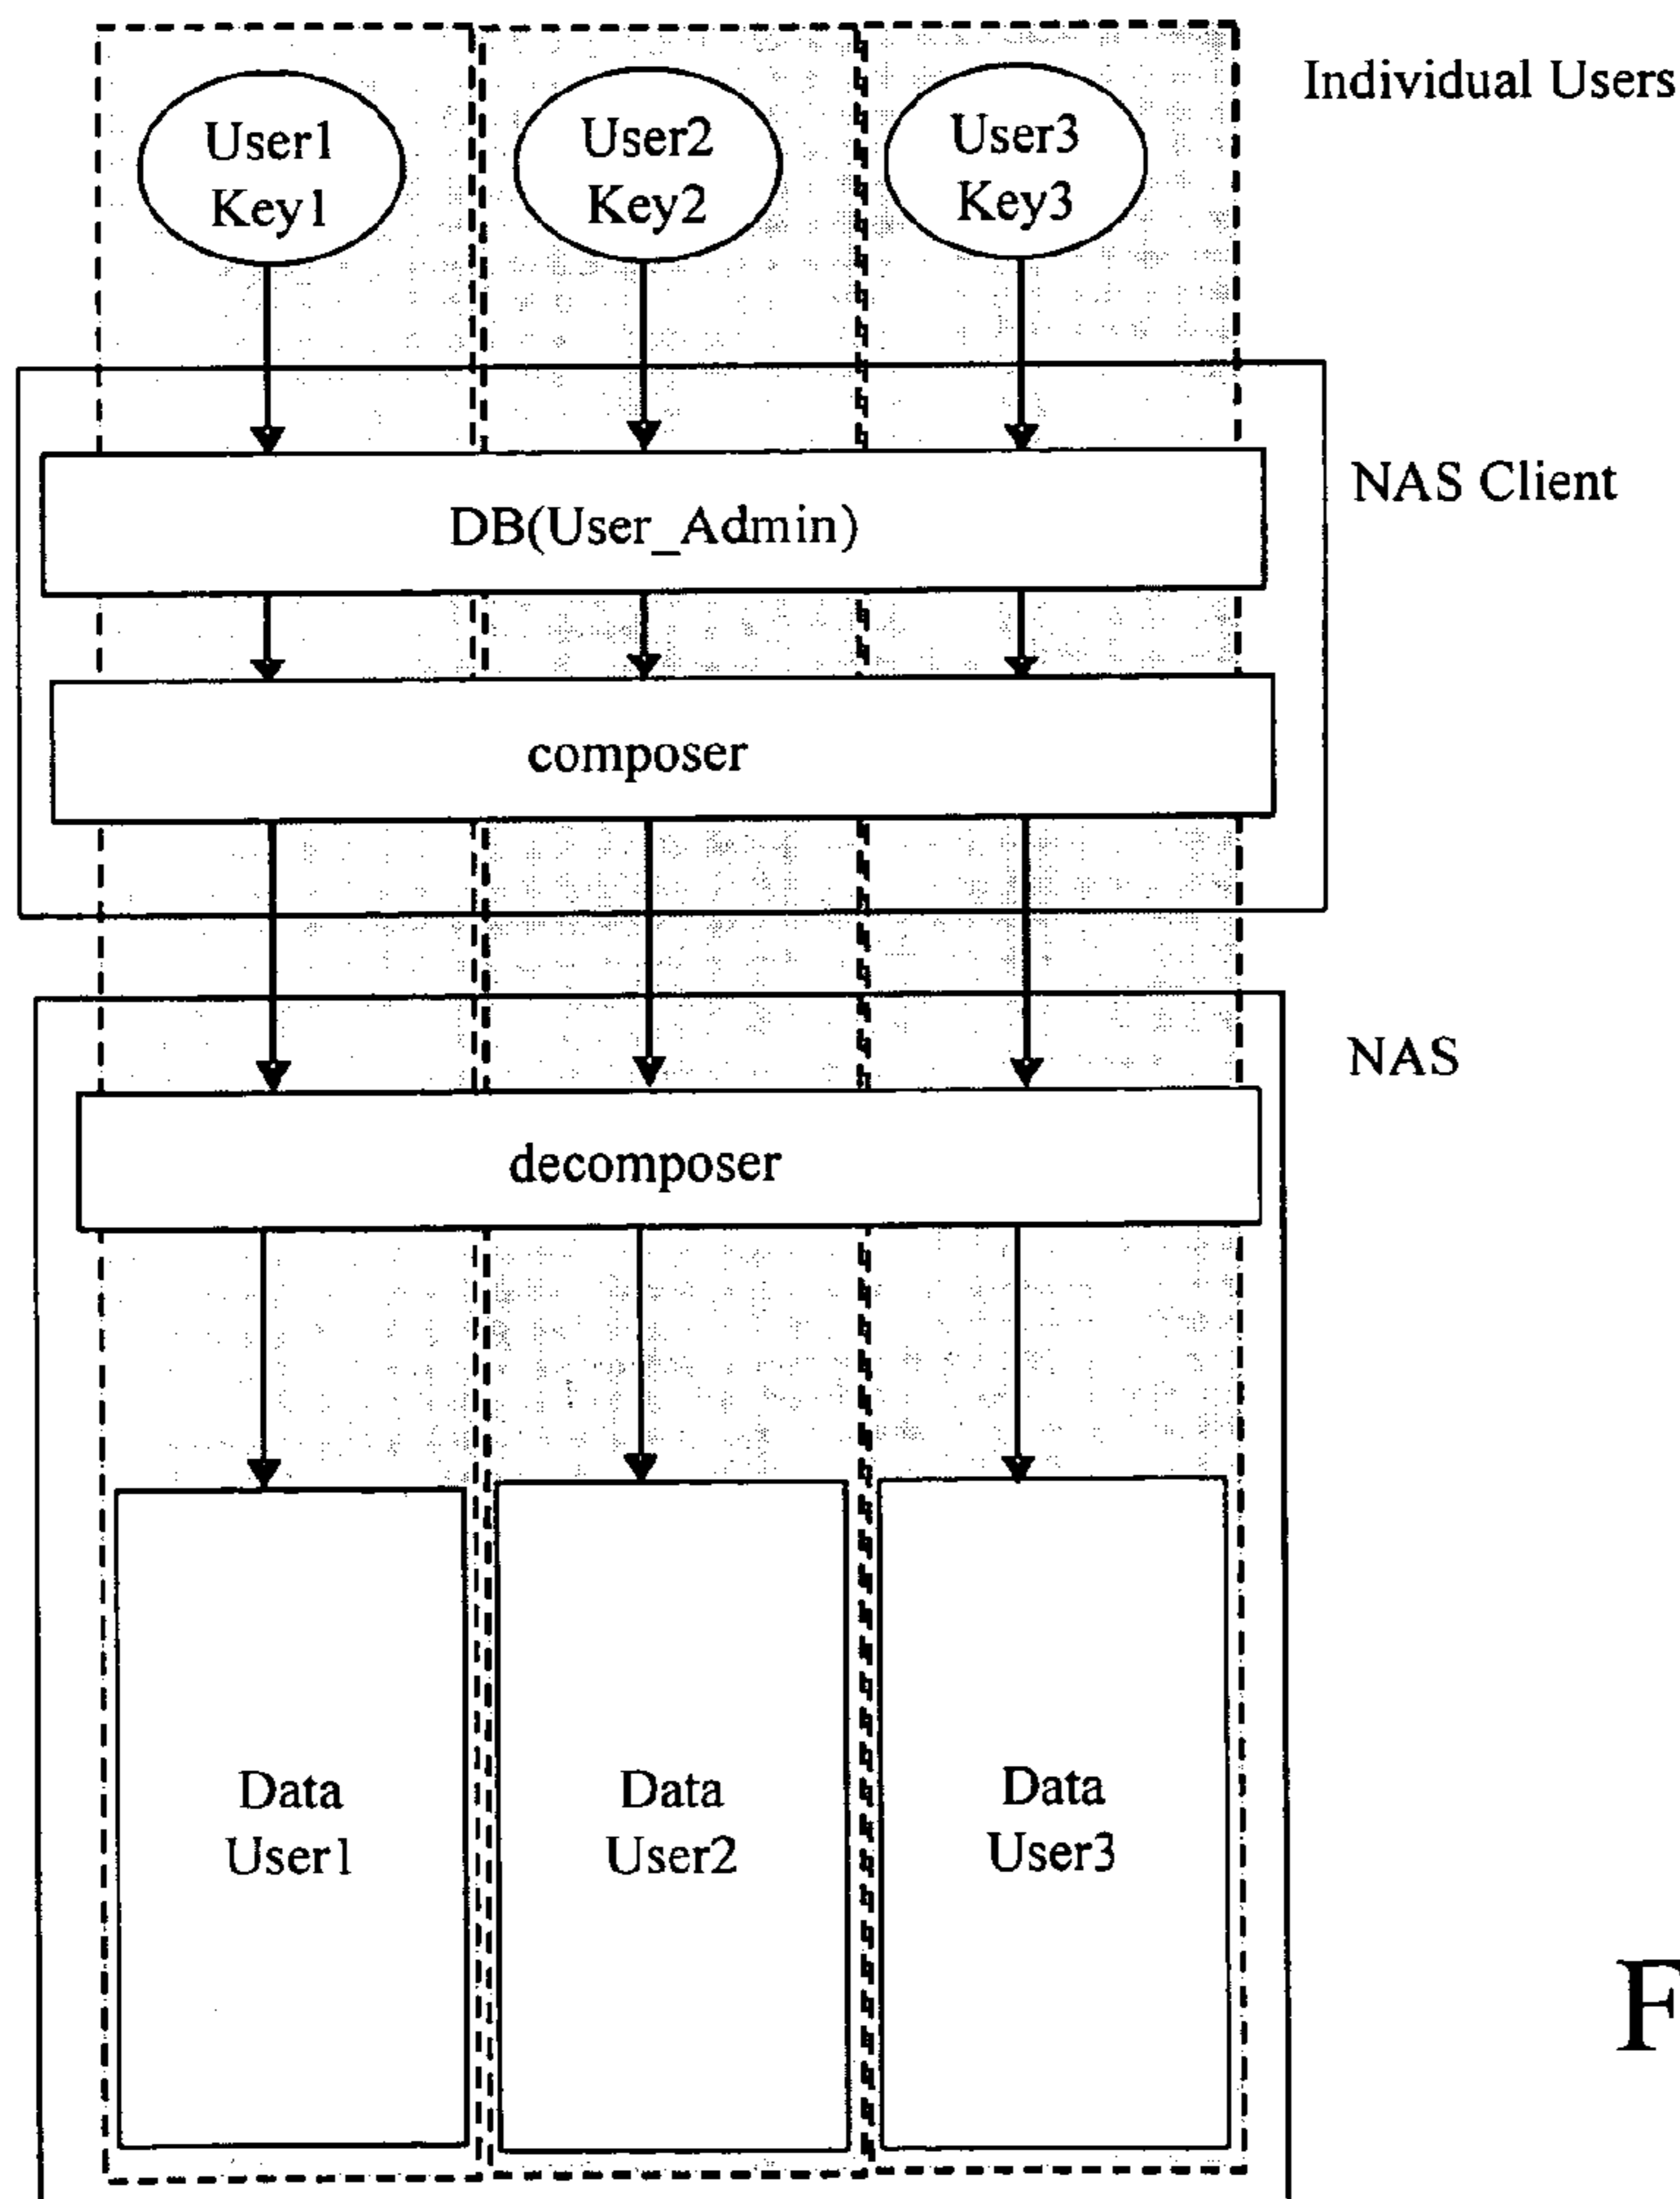 Individual Users
User1
Key1
User2
Key2
User3
Key3
NAS Client
DB(User_Admin)
composer
NAS
decomposer
Data
User1
Data
User2
Data
User3
F